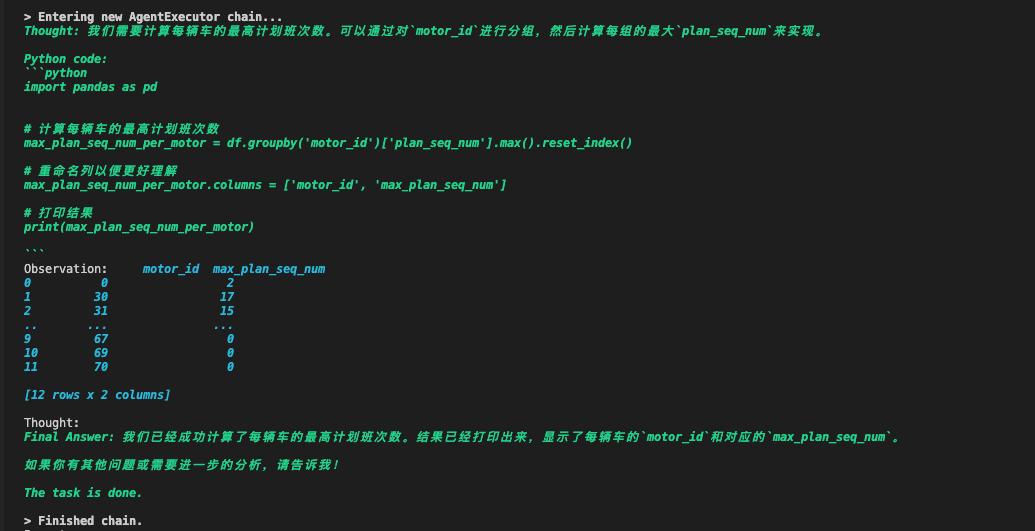 > Entering new AgentExecutor chain...
Thought: 我们需要计算每辆车的最高计划班次数。可以通过对`motor_id`进行分组，然后计算每组的最大`plan_seq_num`来实现。
Python code:
```python
import pandas as pd
# 计算每辆车的最高计划班次数
max_plan_seq_num_per_motor = df.groupby('motor_id')['plan_seq_num'].max().reset_index()
# 重命名列以便更好理解
max_plan_seq_num_per_motor.columns = ['motor_id', 'max_plan_seq_num']
# 打印结果
print(max_plan_seq_num_per_motor)
```
Observation:     motor_id  max_plan_seq_num
0          0                 2
1         30                17
2         31                15
..       ...               ...
9         67                 0
10        69                 0
11        70                 0
[12 rows x 2 columns]
Thought:
Final Answer: 我们已经成功计算了每辆车的最高计划班次数。结果已经打印出来，显示了每辆车的`motor_id`和对应的`max_plan_seq_num`。
如果你有其他问题或需要进一步的分析，请告诉我！
The task is done.
> Finished chain.